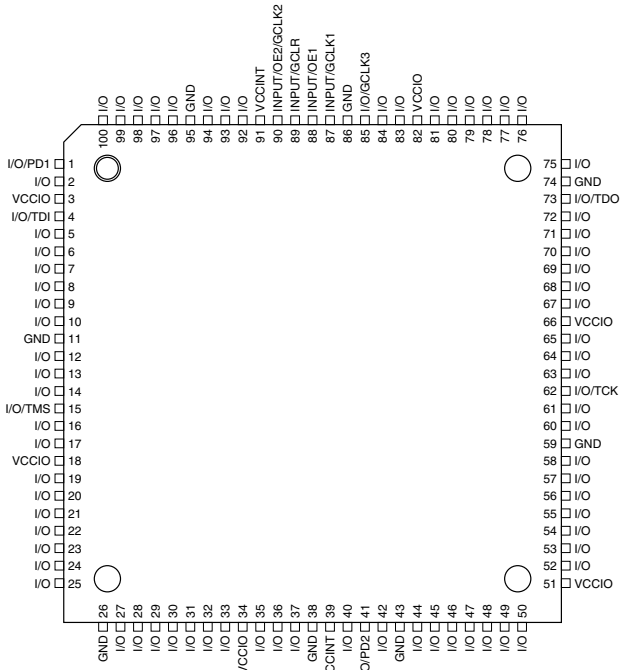 100 I/O
99 I/O
98 I/O
97 I/O
96 I/O
95 GND
94 I/O
93 I/O
92 I/O
91 VCCINT
90 INPUT/OE2/GCLK2
89 INPUT/GCLR
88 INPUT/OE1
87 INPUT/GCLK1
86 GND
85 I/O/GCLK3
84 I/O
83 I/O
82 VCCIO
81 I/O
80 I/O
79 I/O
78 I/O
77 I/O
76 I/O
I/O/PD1 1
I/O 2
VCCIO 3
I/O/TDI 4
I/O 5
I/O 6
I/O 7
I/O 8
I/O 9
I/O 10
GND 11
I/O 12
I/O 13
I/O 14
I/O/TMS 15
I/O 16
I/O 17
VCCIO 18
I/O 19
I/O 20
I/O 21
I/O 22
I/O 23
I/O 24
I/O 25
75 I/O
74 GND
73 I/O/TDO
72 I/O
71 I/O
70 I/O
69 I/O
68 I/O
67 I/O
66 VCCIO
65 I/O
64 I/O
63 I/O
62 I/O/TCK
61 I/O
60 I/O
59 GND
58 I/O
57 I/O
56 I/O
55 I/O
54 I/O
53 I/O
52 I/O
51 VCCIO
GND 26
I/O 27
I/O 28
I/O 29
I/O 30
I/O 31
I/O 32
I/O 33
CCIO 34
I/O 35
I/O 36
I/O 37
GND 38
CCINT 39
I/O 40
O/PD2 41
I/O 42
GND 43
I/O 44
I/O 45
I/O 46
I/O 47
I/O 48
I/O 49
I/O 50